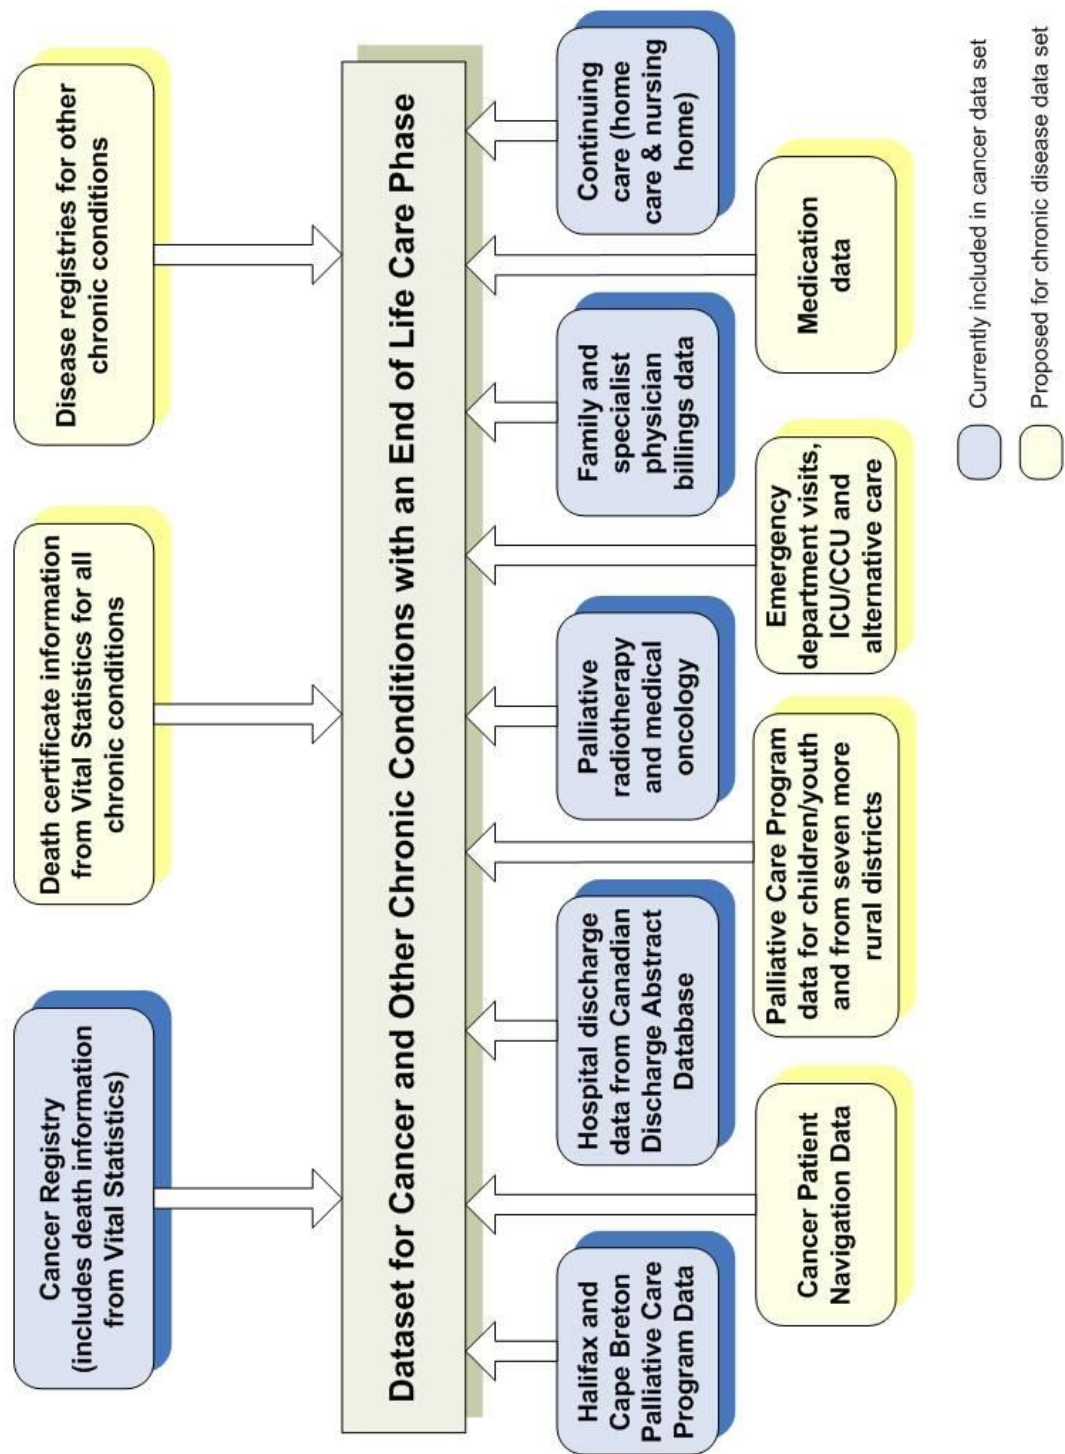 Cancer Registry
(includes death information
from Vital Statistics)
Death certificate information
from Vital Statistics for all
chronic conditions
Disease registries for other
chronic conditions
Dataset for Cancer and Other Chronic Conditions with an End of Life Care Phase
Halifax and
Cape Breton
Palliative Care
Program Data
Hospital discharge
data from Canadian
Discharge Abstract
Database
Palliative
radiotherapy
and medical
oncology
Family and
specialist
physician
billings data
Continuing
care (home
care & nursing
home)
Cancer Patient
Navigation Data
Palliative Care Program
data for children/youth
and from seven more
rural districts
Emergency
department visits,
ICU/CCU and
alternative care
Medication
data
Currently included in cancer data set
Proposed for chronic disease data set